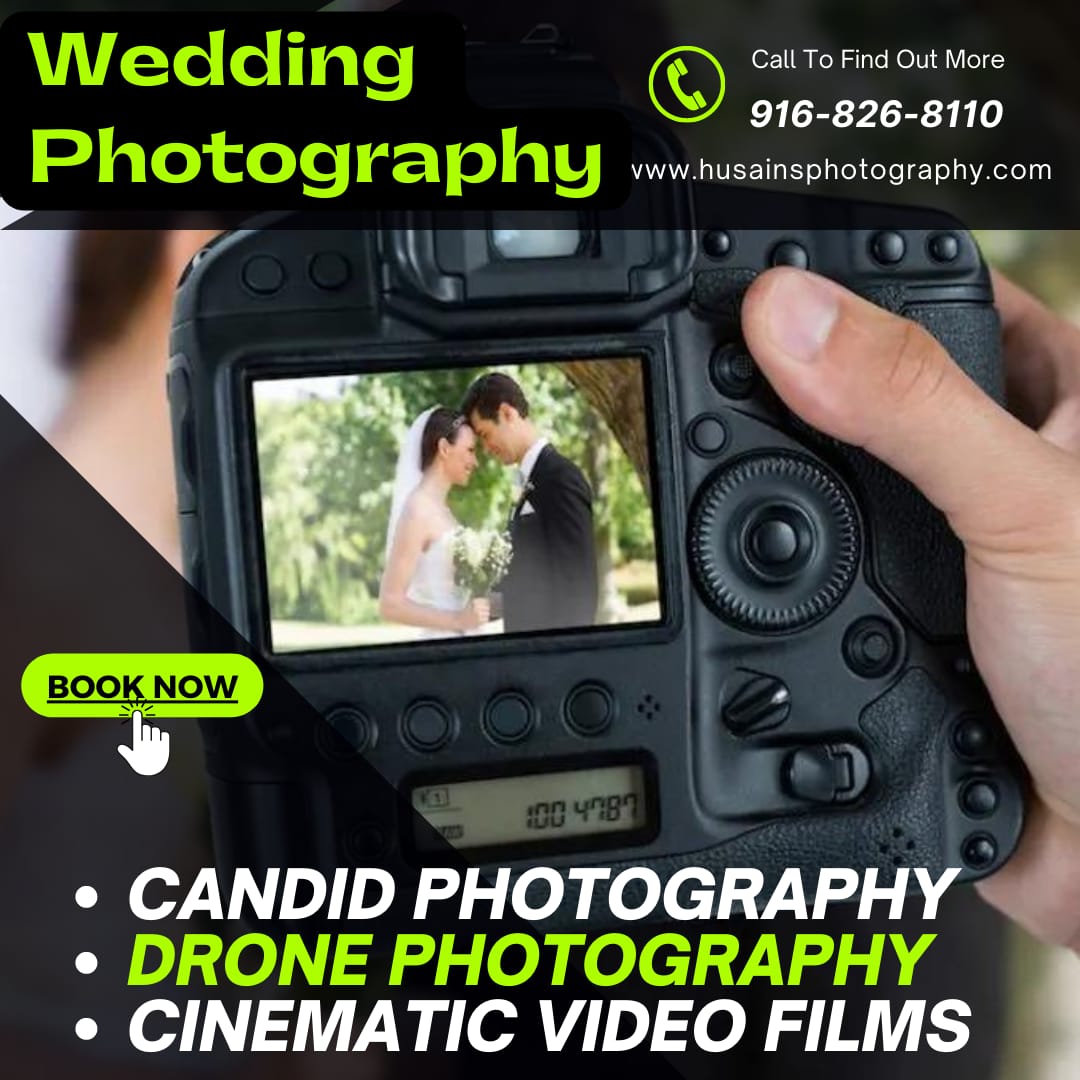 Wedding
Photography
Call To Find Out More
916-826-8110
www.husainsphotography.com
BOOK NOW
1
100 4787
• CANDID PHOTOGRAPHY
• DRONE PHOTOGRAPHY
• CINEMATIC VIDEO FILMS